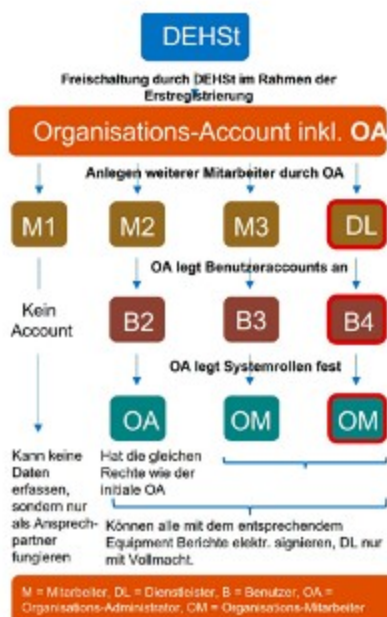 DEHSt
Freischaltung durch DEHSt im Rahmen der
Erstregistrierung
Organisations-Account inkl. OA
Anlegen weiterer Mitarbeiter durch OA
M1 M2 M3 DL
OA legt Benutzeraccounts an
Kein
Account
B2 B3 B4
OA legt Systemrollen fest
OA OM OM
Kann keine
Daten
erfassen,
sondern nur
als Ansprech-
partner
fungieren
Hat die gleichen
Rechte wie der
initiale OA
Können alle mit dem entsprechendem
Equipment Berichte elektr. signieren, DL nur
mit Vollmacht.
M = Mitarbeiter, DL = Dienstleister, B = Benutzer, OA =
Organisations-Administrator, OM = Organisations-Mitarbeiter